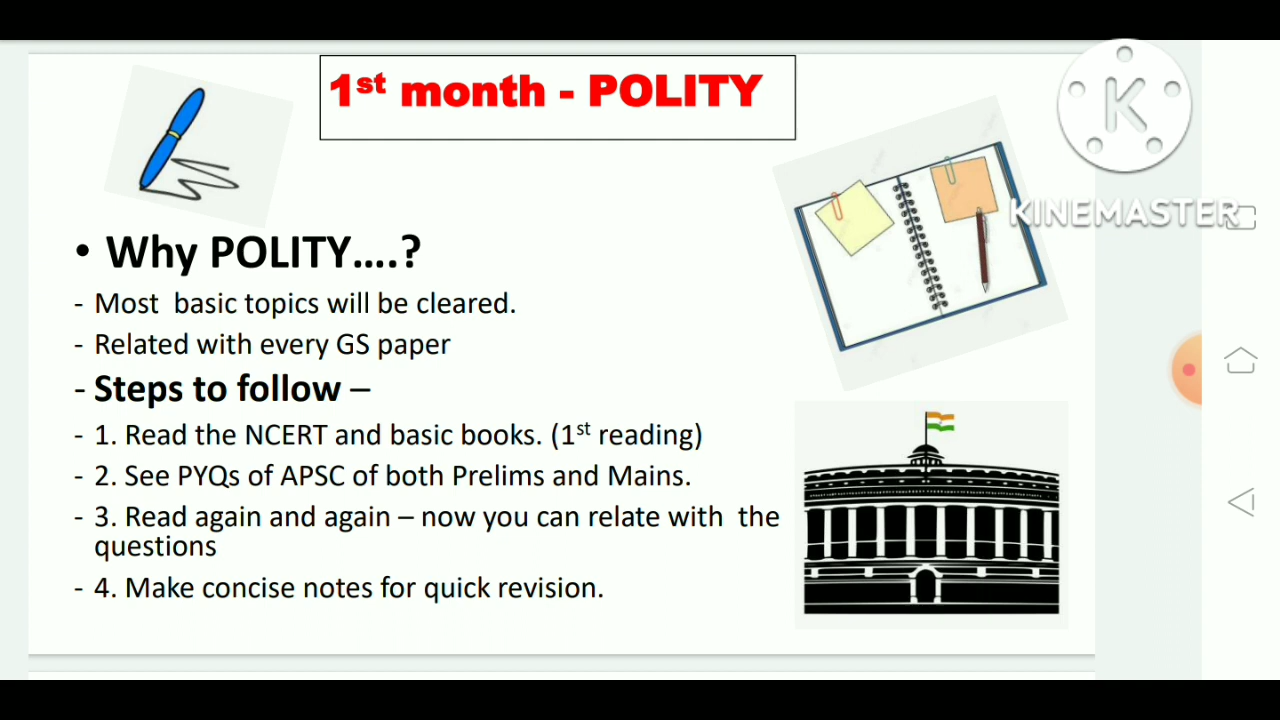 1st month - POLITY
K
KINEMASTER
• Why POLITY....?
- Most basic topics will be cleared.
- Related with every GS paper
- Steps to follow –
- 1. Read the NCERT and basic books. (1st reading)
- 2. See PYQs of APSC of both Prelims and Mains.
- 3. Read again and again – now you can relate with the
questions
- 4. Make concise notes for quick revision.